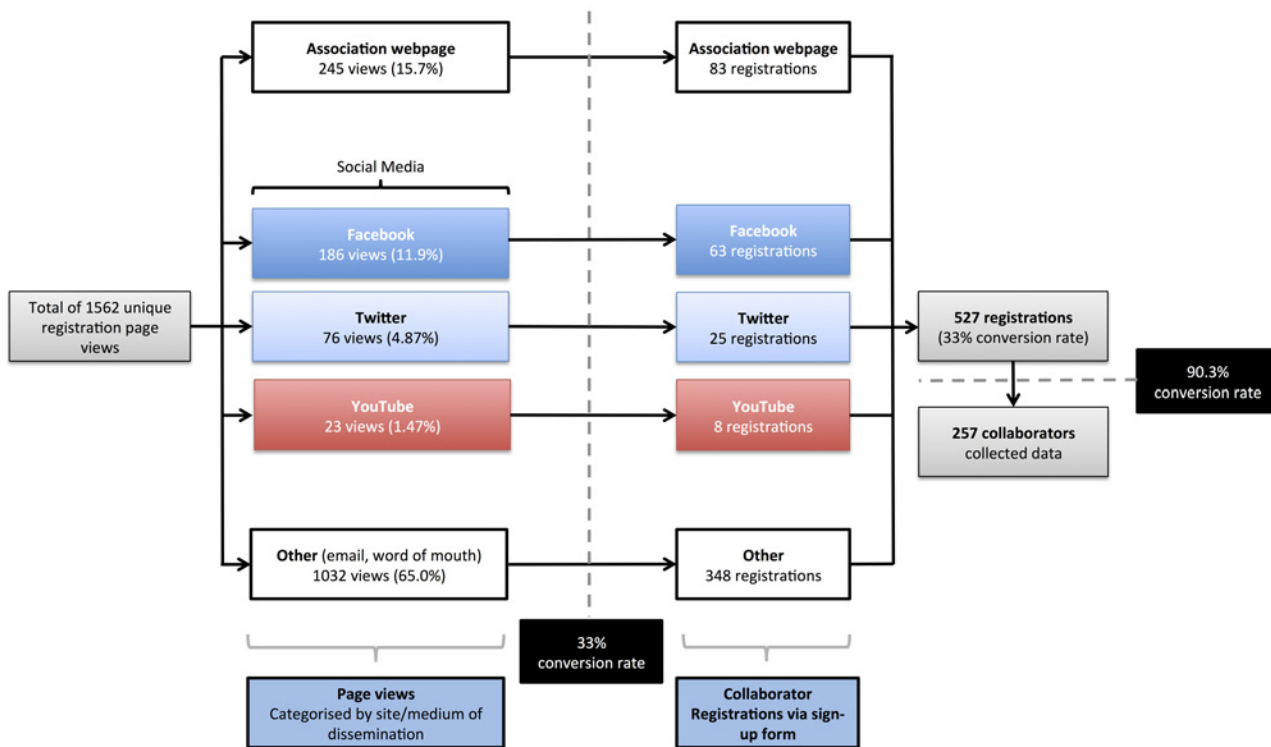 Association webpage
245 views (15.7%)
Association webpage
83 registrations
Social Media
Facebook
186 views (11.9%)
Facebook
63 registrations
Total of 1562 unique
registration page
views
Twitter
76 views (4.87%)
Twitter
25 registrations
527 registrations
(33% conversion rate)
90.3%
conversion rate
YouTube
23 views (1.47%)
YouTube
8 registrations
257 collaborators
collected data
Other (email, word of mouth)
1032 views (65.0%)
Other
348 registrations
33%
conversion rate
Page views
Categorised by site/medium of
dissemination
Collaborator
Registrations via sign-
up form